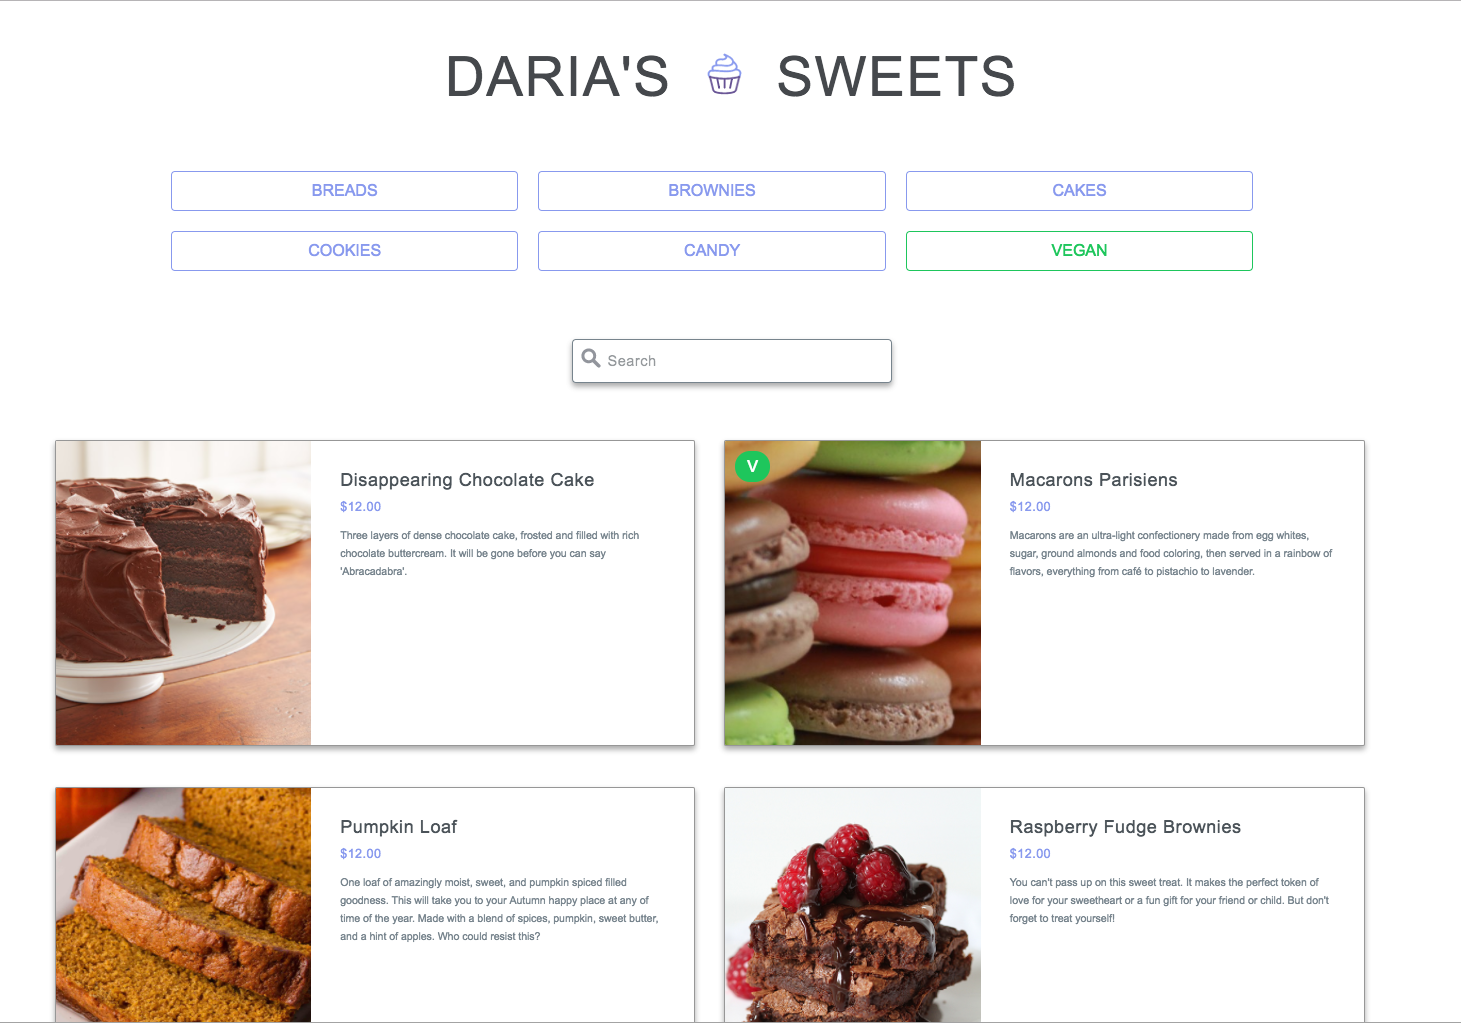 DARIA'S SWEETS
BREADS
BROWNIES
CAKES
COOKIES
CANDY
VEGAN
Search
Disappearing Chocolate Cake
$12.00
Three layers of dense chocolate cake, frosted and filled with rich
chocolate buttercream. It will be gone before you can say
'Abracadabra'.
V
Macarons Parisiens
$12.00
Macarons are an ultra-light confectionery made from egg whites,
sugar, ground almonds and food coloring, then served in a rainbow of
flavors, everything from café to pistachio to lavender.
Pumpkin Loaf
$12.00
One loaf of amazingly moist, sweet, and pumpkin spiced filled
goodness. This will take you to your Autumn happy place at any of
time of the year. Made with a blend of spices, pumpkin, sweet butter,
and a hint of apples. Who could resist this?
Raspberry Fudge Brownies
$12.00
You can't pass up on this sweet treat. It makes the perfect token of
love for your sweetheart or a fun gift for your friend or child. But don't
forget to treat yourself!